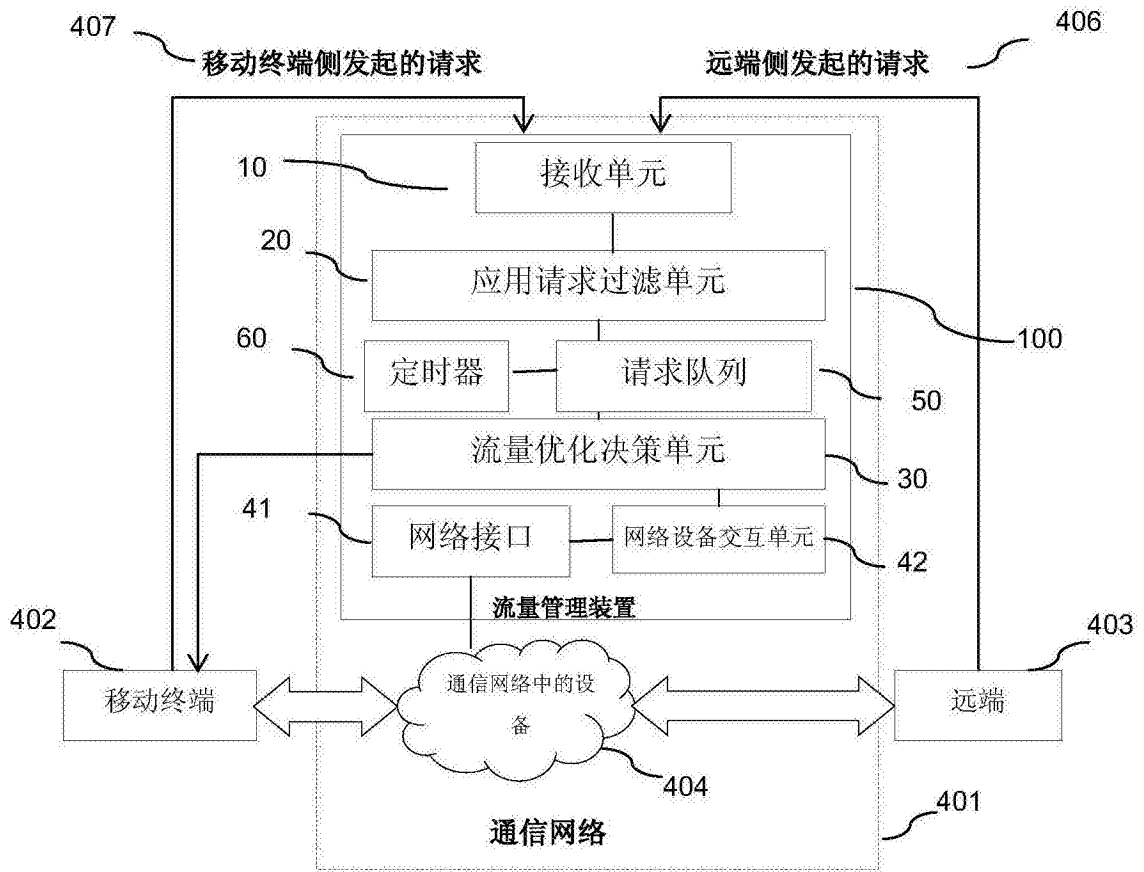 407
406
移动终端侧发起的请求
远端侧发起的请求
10
接收单元
20
应用请求过滤单元
100
60
定时器
请求队列
50
流量优化决策单元
30
41
网络接口
网络设备交互单元
42
流量管理装置
402
403
移动终端
通信网络中的设
备
远端
404
401
通信网络